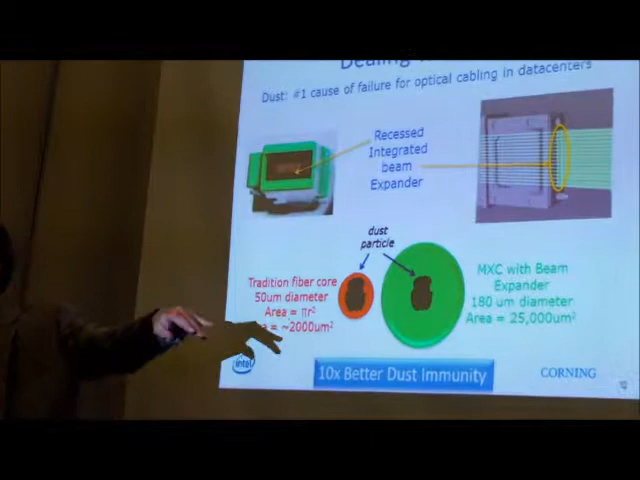 Dealing
Dust: #1 cause of failure for optical cabling in datacenters
Recessed
Integrated
beam
Expander
dust
particle
Tradition fiber core
50um diameter
Area = πr²
= ~2000um²
MXC with Beam
Expander
180 um diameter
Area = 25,000um²
intel
10x Better Dust Immunity
CORNING